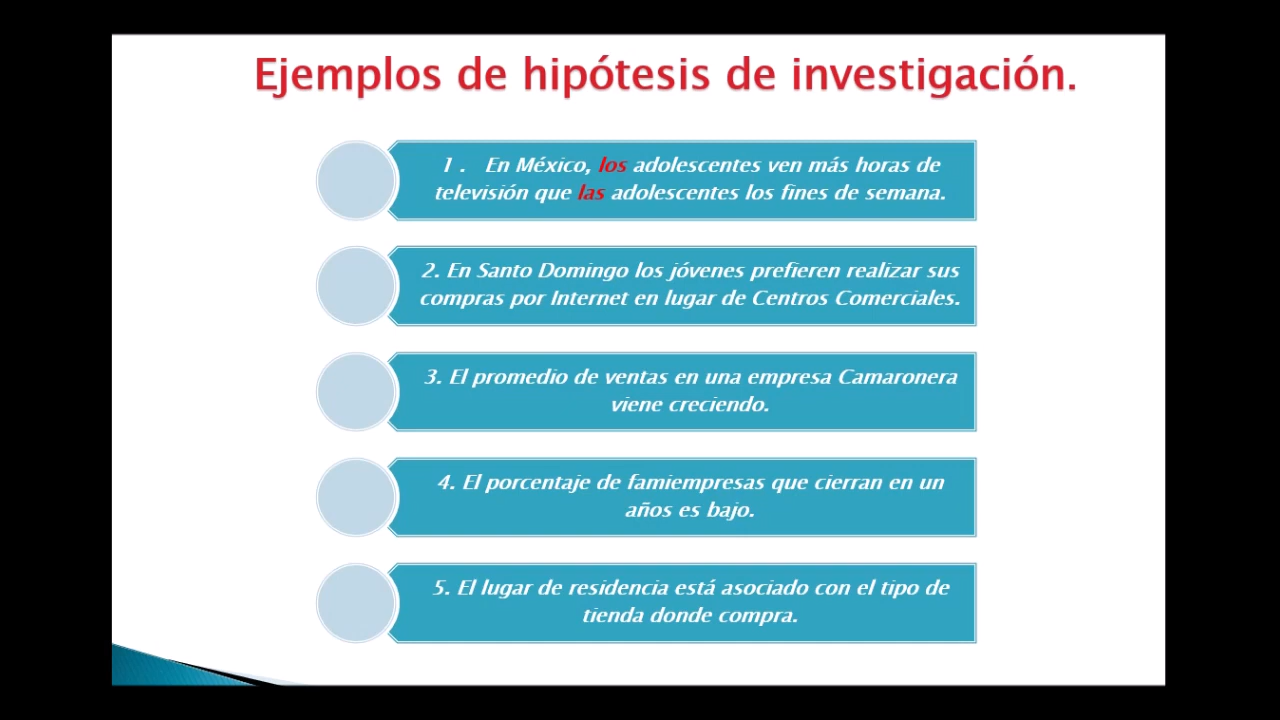 Ejemplos de hipótesis de investigación.
1 . En México, los adolescentes ven más horas de
televisión que las adolescentes los fines de semana.
2. En Santo Domingo los jóvenes prefieren realizar sus
compras por Internet en lugar de Centros Comerciales.
3. El promedio de ventas en una empresa Camaronera
viene creciendo.
4. El porcentaje de famiempresas que cierran en un
años es bajo.
5. El lugar de residencia está asociado con el tipo de
tienda donde compra.